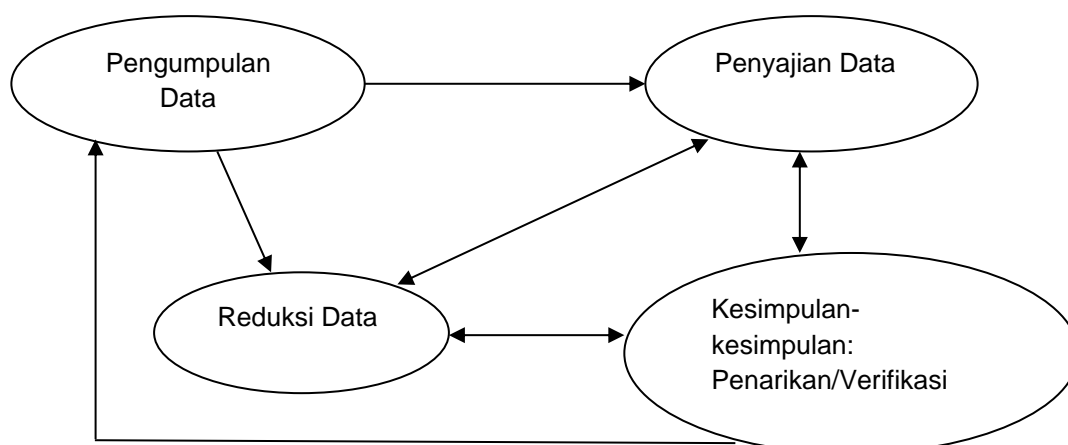 Pengumpulan
Data
Penyajian Data
Reduksi Data
Kesimpulan-
kesimpulan:
Penarikan/Verifikasi